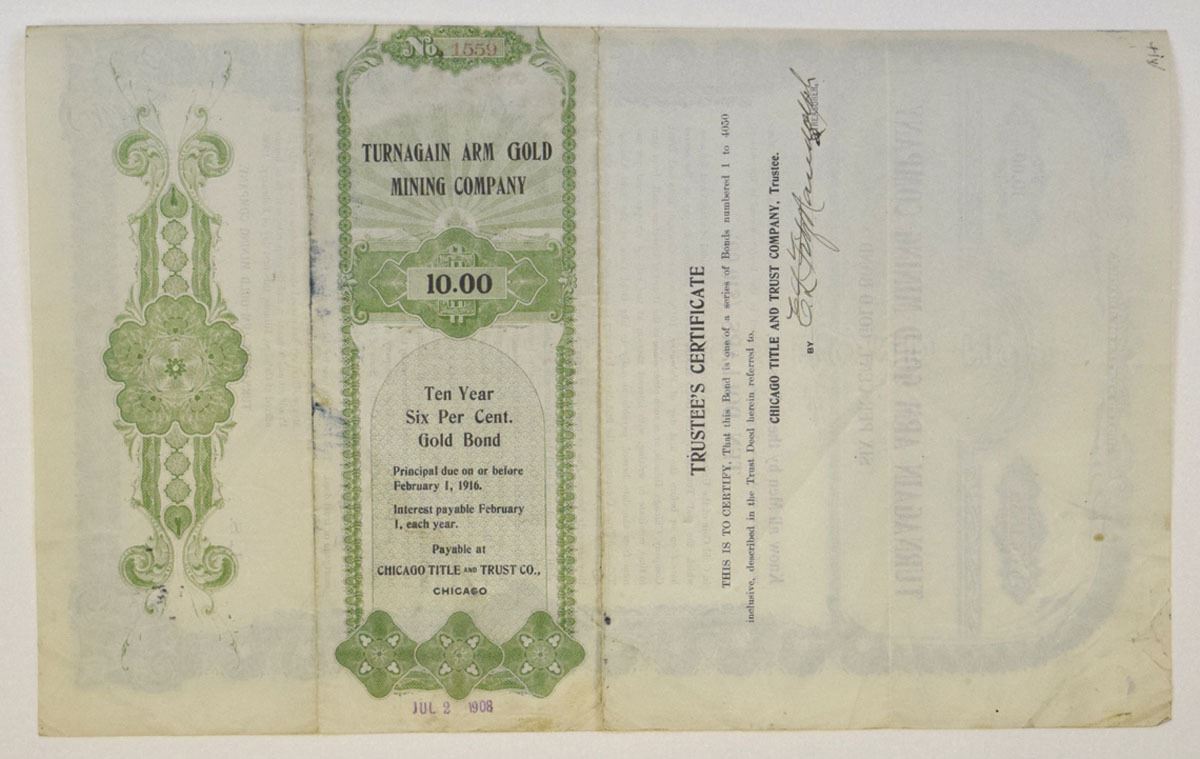 No. 1559
TURNAGAIN ARM GOLD
MINING COMPANY
10.00
Ten Year
Six Per Cent.
Gold Bond
Principal due on or before
February 1, 1916.
Interest payable February
1, each year.
Payable at
CHICAGO TITLE AND TRUST CO.,
CHICAGO
JUL 2 1908
TRUSTEE'S CERTIFICATE
THIS IS TO CERTIFY, That this Bond is one of a series of Bonds numbered 1 to 4050
inclusive, described in the Trust Deed herein referred to.
CHICAGO TITLE AND TRUST COMPANY, Trustee.
BY
TREASURER.